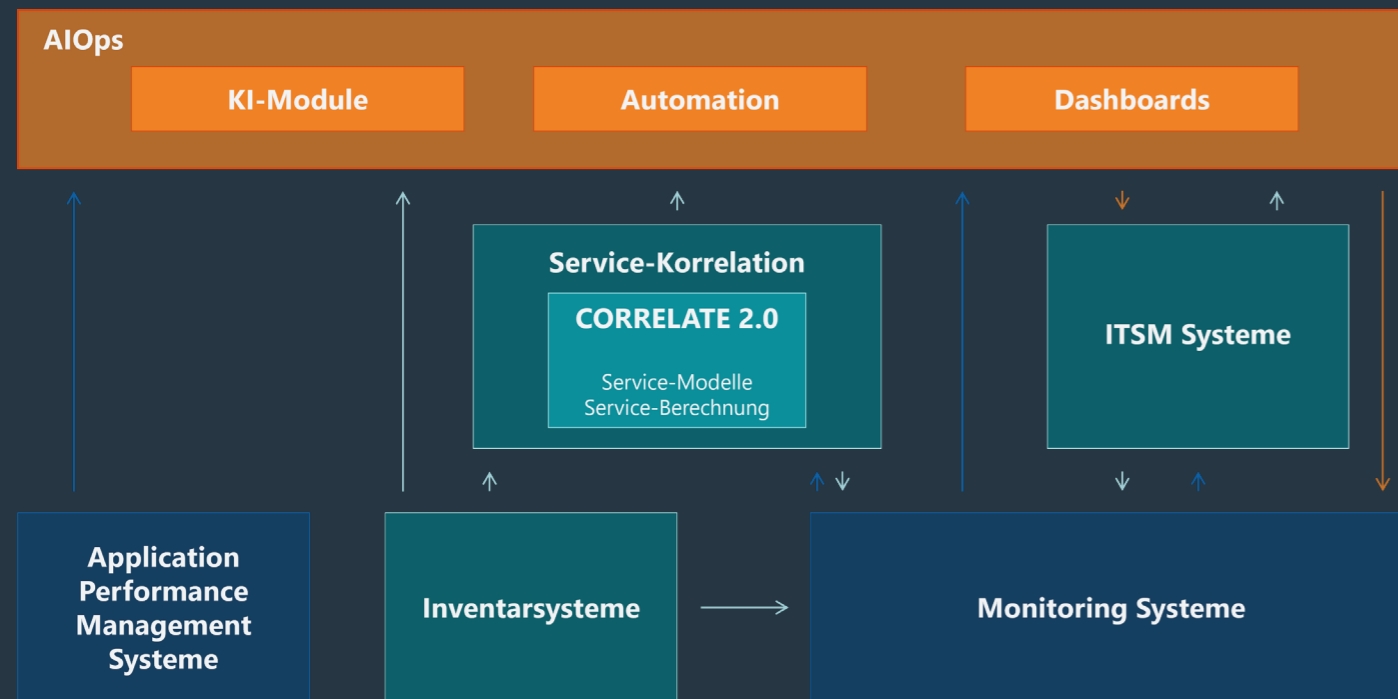 AIOps
KI-Module
Automation
Dashboards
Service-Korrelation
CORRELATE 2.0
Service-Modelle
Service-Berechnung
ITSM Systeme
Application
Performance
Management
Systeme
Inventarsysteme
Monitoring Systeme